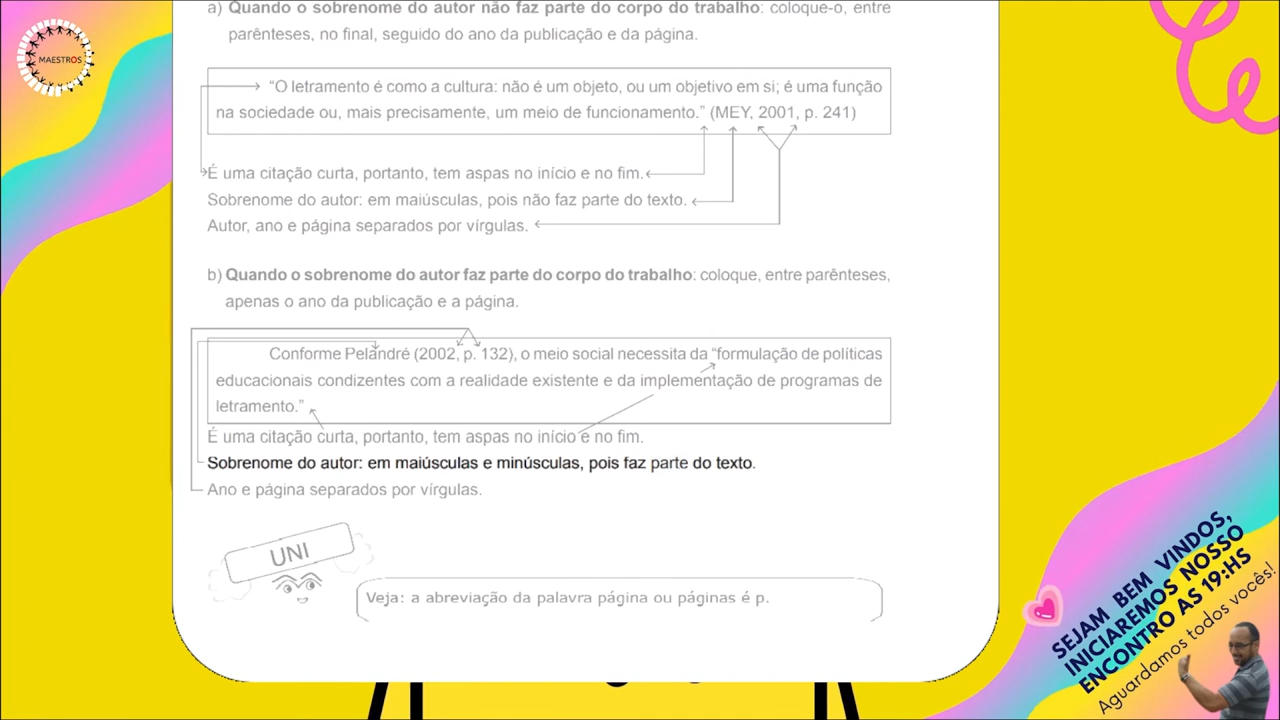 MAESTROS
a) Quando o sobrenome do autor não faz parte do corpo do trabalho: coloque-o, entre
parênteses, no final, seguido do ano da publicação e da página.
“O letramento é como a cultura: não é um objeto, ou um objetivo em si; é uma função
na sociedade ou, mais precisamente, um meio de funcionamento.” (MEY, 2001, p. 241)
É uma citação curta, portanto, tem aspas no início e no fim.
Sobrenome do autor: em maiúsculas, pois não faz parte do texto.
Autor, ano e página separados por vírgulas.
b) Quando o sobrenome do autor faz parte do corpo do trabalho: coloque, entre parênteses,
apenas o ano da publicação e a página.
Conforme Pelandré (2002, p. 132), o meio social necessita da “formulação de políticas
educacionais condizentes com a realidade existente e da implementação de programas de
letramento.”
É uma citação curta, portanto, tem aspas no início e no fim.
Sobrenome do autor: em maiúsculas e minúsculas, pois faz parte do texto.
Ano e página separados por vírgulas.
UNI
Veja: a abreviação da palavra página ou páginas é p.
SEJAM BEM VINDOS,
INICIAREMOS NOSSO
ENCONTRO AS 19:HS
Aguardamos todos vocês!